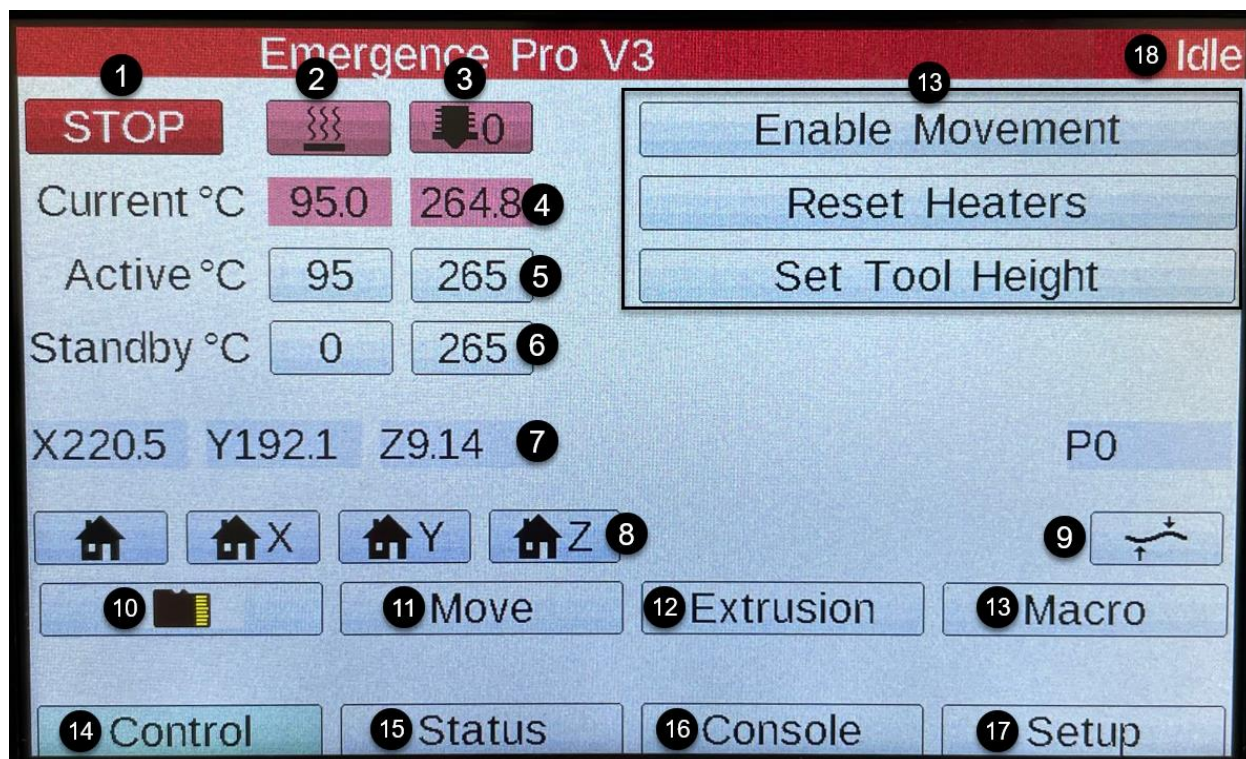 Emergence Pro V3
18 Idle
1
2
3
13
STOP
0
Enable Movement
Current °C 95.0 264.8 4
Reset Heaters
Active °C 95 265 5
Set Tool Height
Standby °C 0 265 6
X220.5 Y192.1 Z9.14 7
P0
X Y Z 8
9
10
11 Move
12 Extrusion
13 Macro
14 Control
15 Status
16 Console
17 Setup